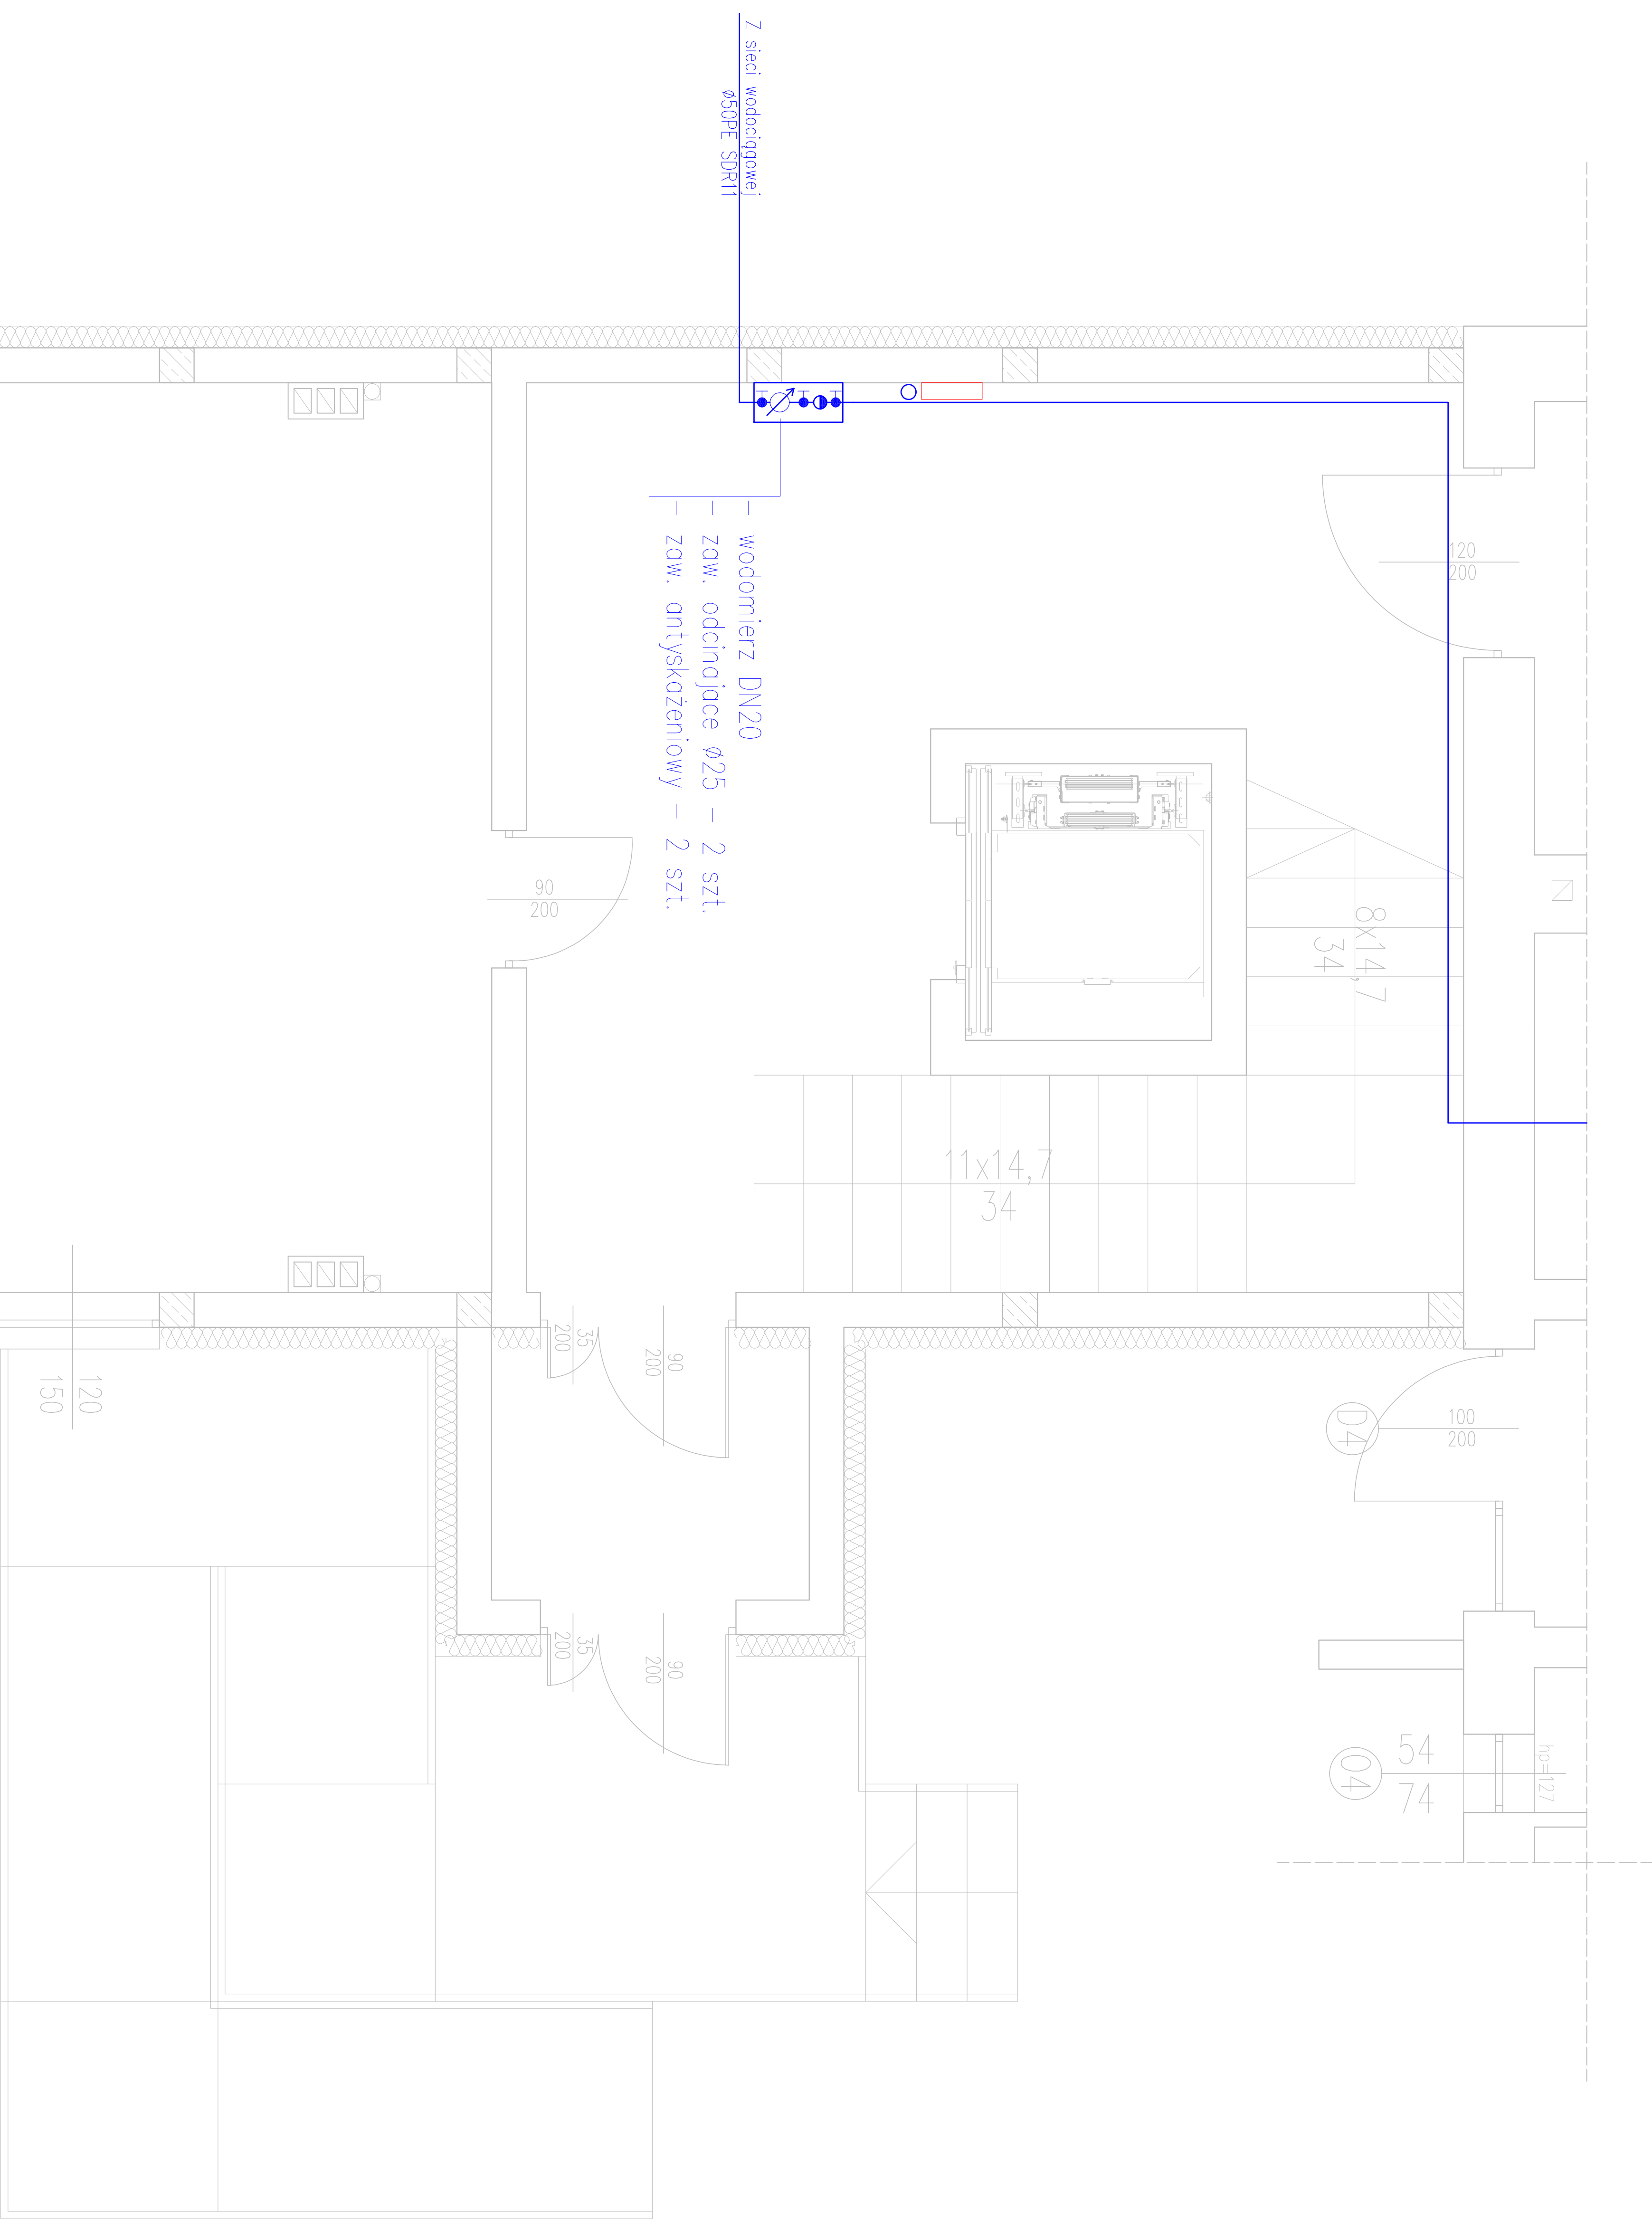 Z sieci wodociągowej
ø50PE SDR11
- wodomierz DN20
- zaw. odcinające ø25 - 2 szt.
- zaw. antyskażeniowy - 2 szt.
120
200
90
200
8x14,7
34
11x14,7
34
35
200
90
200
120
150
D4
100
200
35
200
90
200
O4
54
74
hp=127